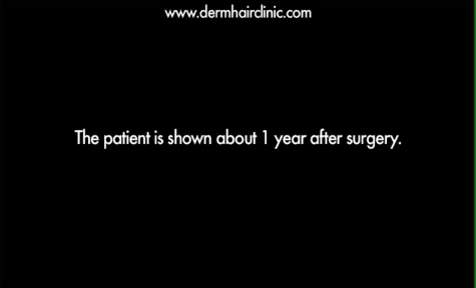 www.dermhairclinic.com
The patient is shown about 1 year after surgery.